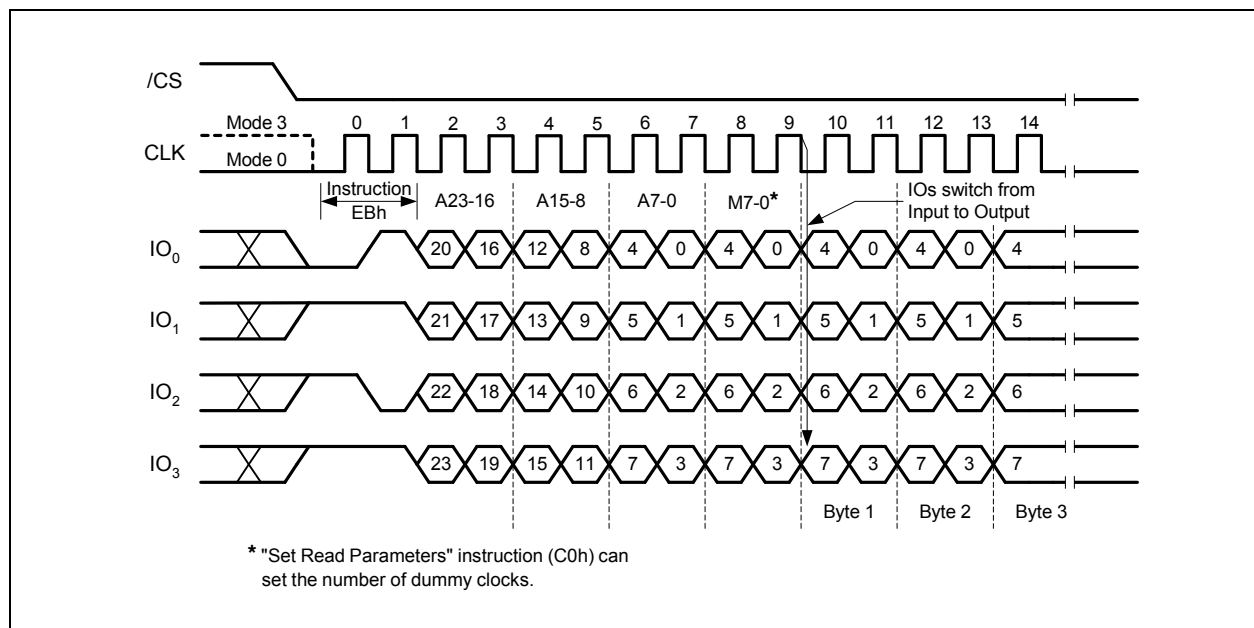 /CS
Mode 3 0 1 2 3 4 5 6 7 8 9 10 11 12 13 14
CLK
Mode 0
Instruction
EBh
A23-16 A15-8 A7-0 M7-0*
IOs switch from
Input to Output
IO0 20 16 12 8 4 0 4 0 4 0 4 0 4
IO1 21 17 13 9 5 1 5 1 5 1 5 1 5
IO2 22 18 14 10 6 2 6 2 6 2 6 2 6
IO3 23 19 15 11 7 3 7 3 7 3 7 3 7
Byte 1 Byte 2 Byte 3
* "Set Read Parameters" instruction (C0h) can
set the number of dummy clocks.